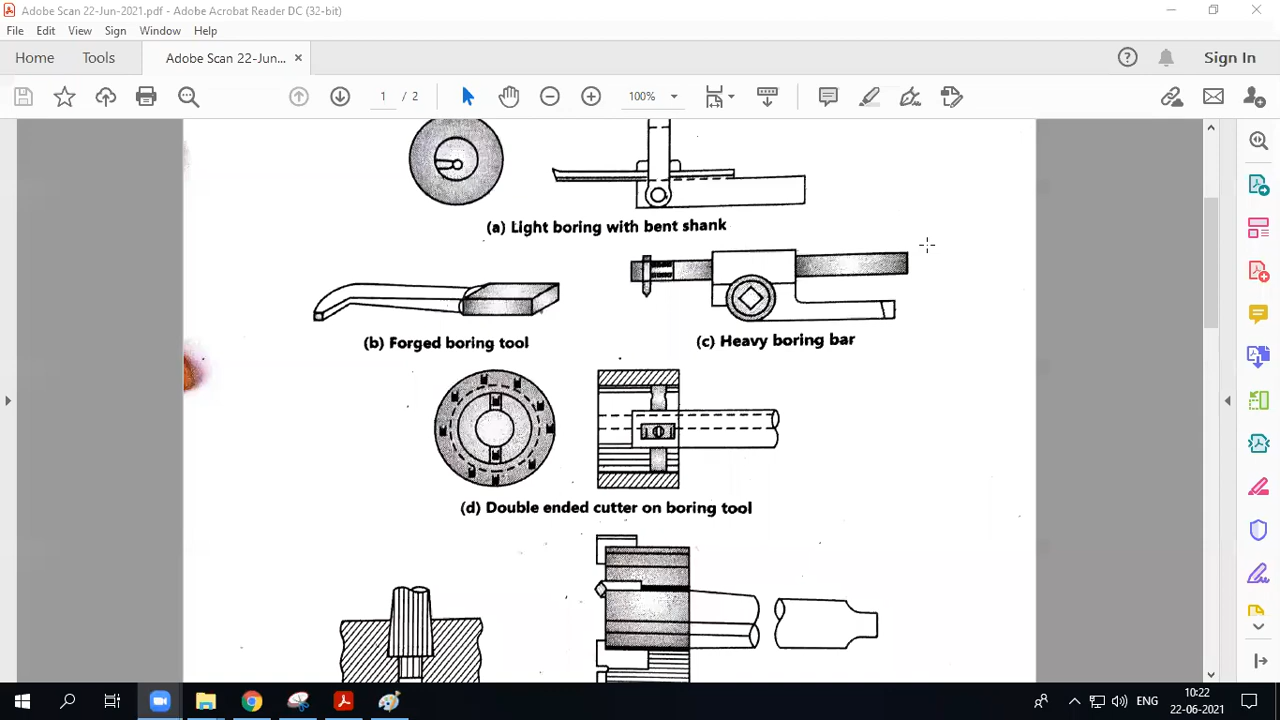 Adobe Scan 22-Jun-2021.pdf - Adobe Acrobat Reader DC (32-bit)
File Edit View Sign Window Help
Home Tools Adobe Scan 22-Jun... × Sign In
1 / 2 100%
(a) Light boring with bent shank
(b) Forged boring tool
(c) Heavy boring bar
(d) Double ended cutter on boring tool
ENG 10:22
22-06-2021